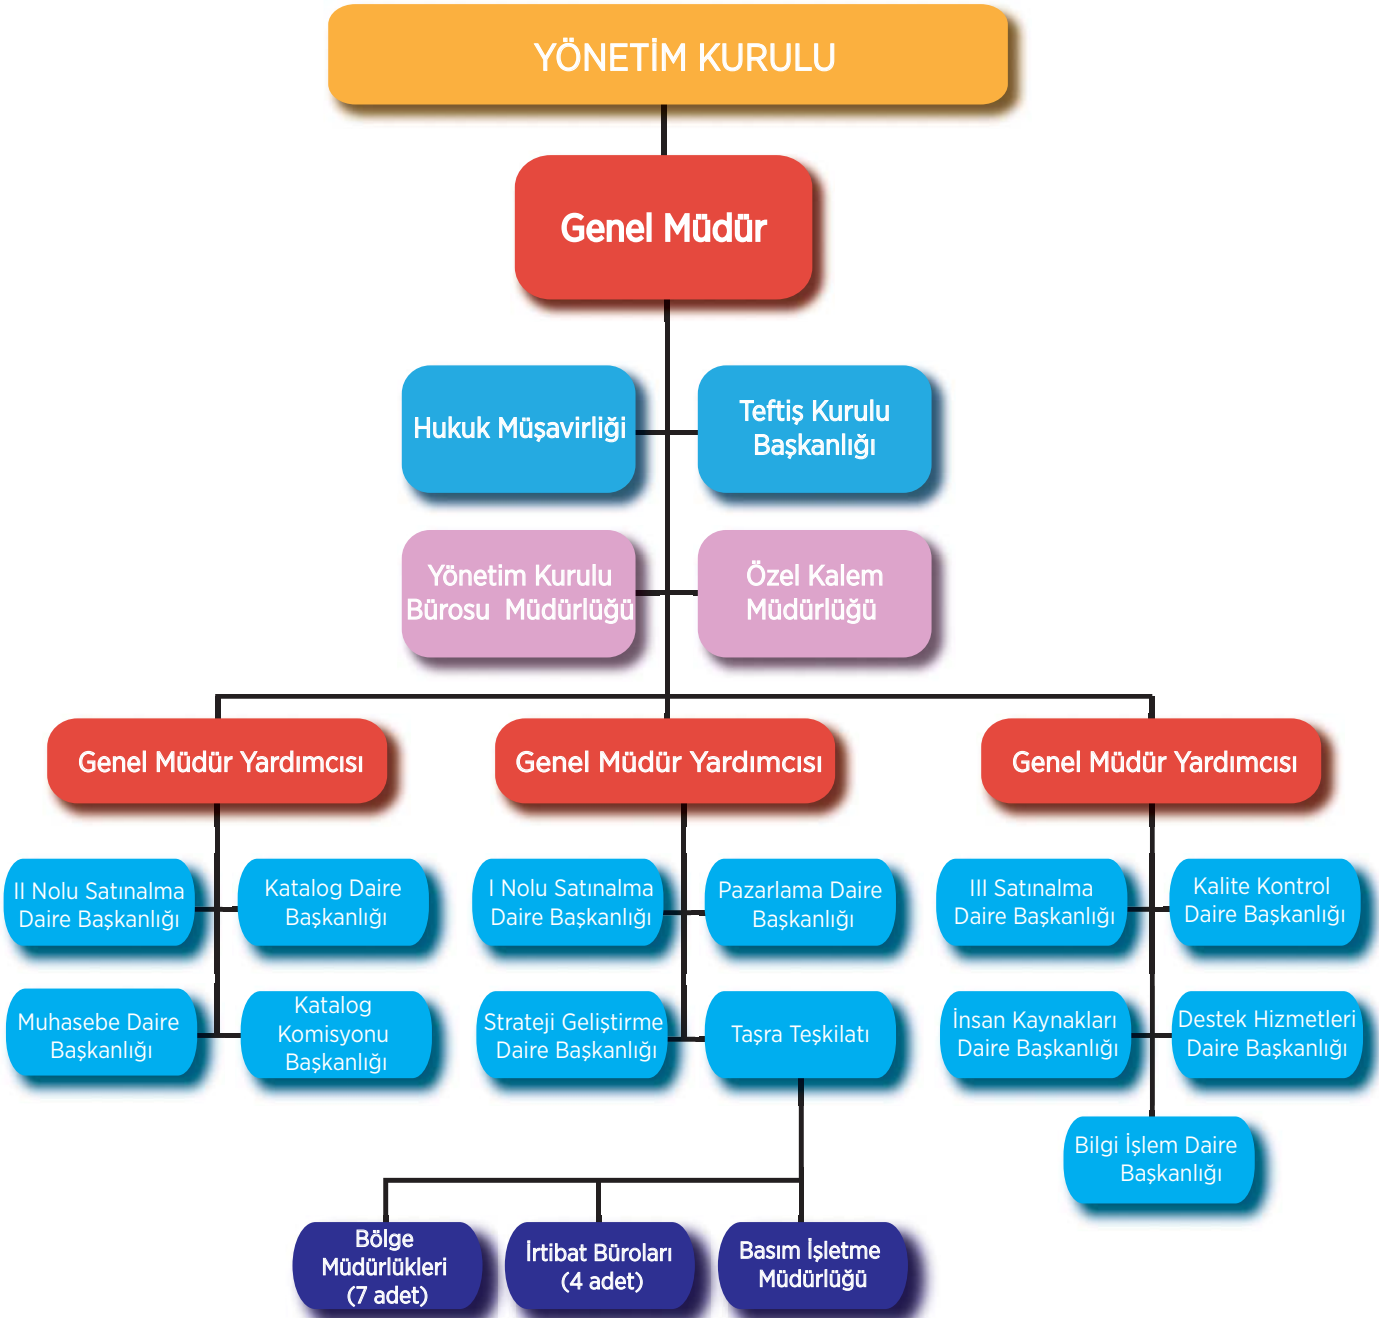 YÖNETİM KURULU
Genel Müdür
Hukuk Müşavirliği
Teftiş Kurulu
Başkanlığı
Yönetim Kurulu
Bürosu Müdürlüğü
Özel Kalem
Müdürlüğü
Genel Müdür Yardımcısı
Genel Müdür Yardımcısı
Genel Müdür Yardımcısı
II Nolu Satınalma
Daire Başkanlığı
Katalog Daire
Başkanlığı
I Nolu Satınalma
Daire Başkanlığı
Pazarlama Daire
Başkanlığı
III Satınalma
Daire Başkanlığı
Kalite Kontrol
Daire Başkanlığı
Muhasebe Daire
Başkanlığı
Katalog
Komisyonu
Başkanlığı
Strateji Geliştirme
Daire Başkanlığı
Taşra Teşkilatı
İnsan Kaynakları
Daire Başkanlığı
Destek Hizmetleri
Daire Başkanlığı
Bilgi İşlem Daire
Başkanlığı
Bölge
Müdürlükleri
(7 adet)
İrtibat Büroları
(4 adet)
Basım İşletme
Müdürlüğü